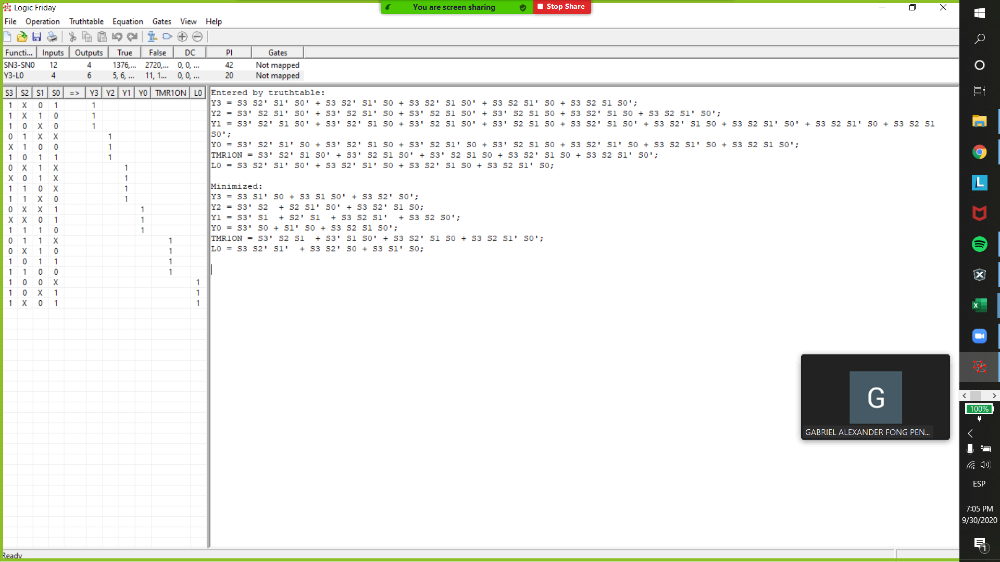 Logic Friday
You are screen sharing
Stop Share
File Operation Truthtable Equation Gates View Help
Functi... Inputs Outputs True False DC PI Gates
SN3-SN0 12 4 1376,... 2720,... 0, 0, ... 42 Not mapped
Y3-L0 4 6 5, 6, ... 11, 1... 0, 0, ... 20 Not mapped
S3 S2 S1 S0 => Y3 Y2 Y1 Y0 TMR1ON L0
1 X 0 1 1
1 X 1 0 1
1 0 X 0 1
0 1 X X 1
X 1 0 0 1
1 0 1 1 1
0 X 1 X 1
X 0 1 X 1
1 1 0 X 1
1 1 X 0 1
0 X X 1 1
X X 0 1 1
1 1 1 0 1
0 1 1 X 1
0 X 1 0 1
1 0 1 1 1
1 1 0 0 1
1 0 0 X 1
1 0 X 1 1
1 X 0 1 1
Entered by truthtable:
Y3 = S3 S2' S1' S0' + S3 S2' S1' S0 + S3 S2' S1 S0' + S3 S2 S1' S0 + S3 S2 S1 S0';
Y2 = S3' S2 S1' S0' + S3' S2 S1' S0 + S3' S2 S1 S0' + S3' S2 S1 S0 + S3 S2' S1 S0 + S3 S2 S1' S0';
Y1 = S3' S2' S1 S0' + S3' S2' S1 S0 + S3' S2 S1 S0' + S3' S2 S1 S0 + S3 S2' S1 S0' + S3 S2' S1 S0 + S3 S2 S1' S0' + S3 S2 S1' S0 + S3 S2 S1
S0';
Y0 = S3' S2' S1' S0 + S3' S2' S1 S0 + S3' S2 S1' S0 + S3' S2 S1 S0 + S3 S2' S1' S0 + S3 S2 S1' S0 + S3 S2 S1 S0';
TMR1ON = S3' S2' S1 S0' + S3' S2 S1 S0' + S3' S2 S1 S0 + S3 S2' S1 S0 + S3 S2 S1' S0';
L0 = S3 S2' S1' S0' + S3 S2' S1' S0 + S3 S2' S1 S0 + S3 S2 S1' S0;
Minimized:
Y3 = S3 S1' S0 + S3 S1 S0' + S3 S2' S0';
Y2 = S3' S2 + S2 S1' S0' + S3 S2' S1 S0;
Y1 = S3' S1 + S2' S1 + S3 S2 S1' + S3 S2 S0';
Y0 = S3' S0 + S1' S0 + S3 S2 S1 S0';
TMR1ON = S3' S2 S1 + S3' S1 S0' + S3 S2' S1 S0 + S3 S2 S1' S0';
L0 = S3 S2' S1' + S3 S2' S0 + S3 S1' S0;
G
GABRIEL ALEXANDER FONG PEN...
100%
ESP
7:05 PM
9/30/2020
1
Ready